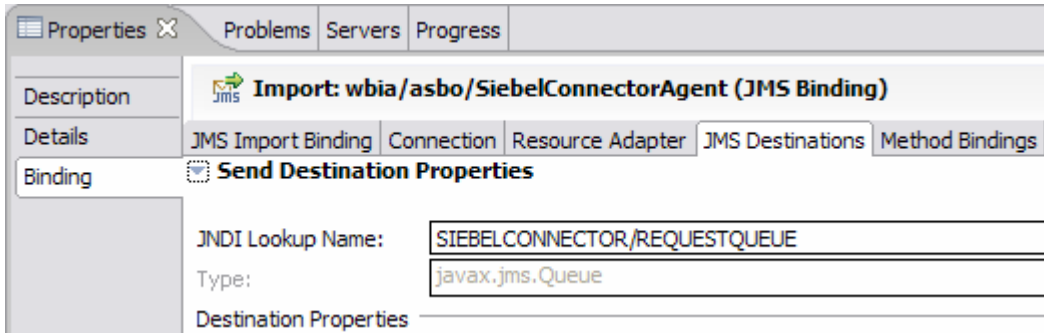 Properties Problems Servers Progress
Description
Details
Binding
JMS Import: wbia/asbo/SiebelConnectorAgent (JMS Binding)
JMS Import Binding Connection Resource Adapter JMS Destinations Method Bindings
Send Destination Properties
JNDI Lookup Name: SIEBELCONNECTOR/REQUESTQUEUE
Type: javax.jms.Queue
Destination Properties